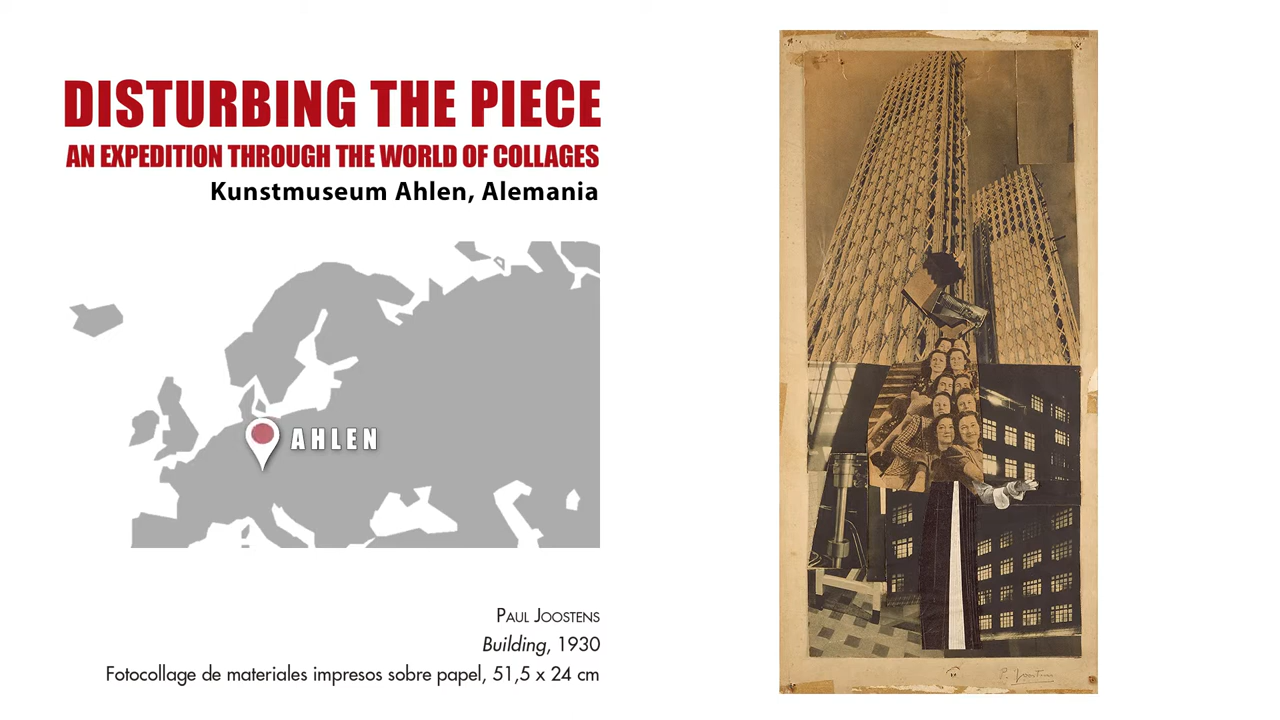 DISTURBING THE PIECE
AN EXPEDITION THROUGH THE WORLD OF COLLAGES
Kunstmuseum Ahlen, Alemania
AHLEN
PAUL JOOSTENS
Building, 1930
Fotocollage de materiales impresos sobre papel, 51,5 x 24 cm
P. Joostens